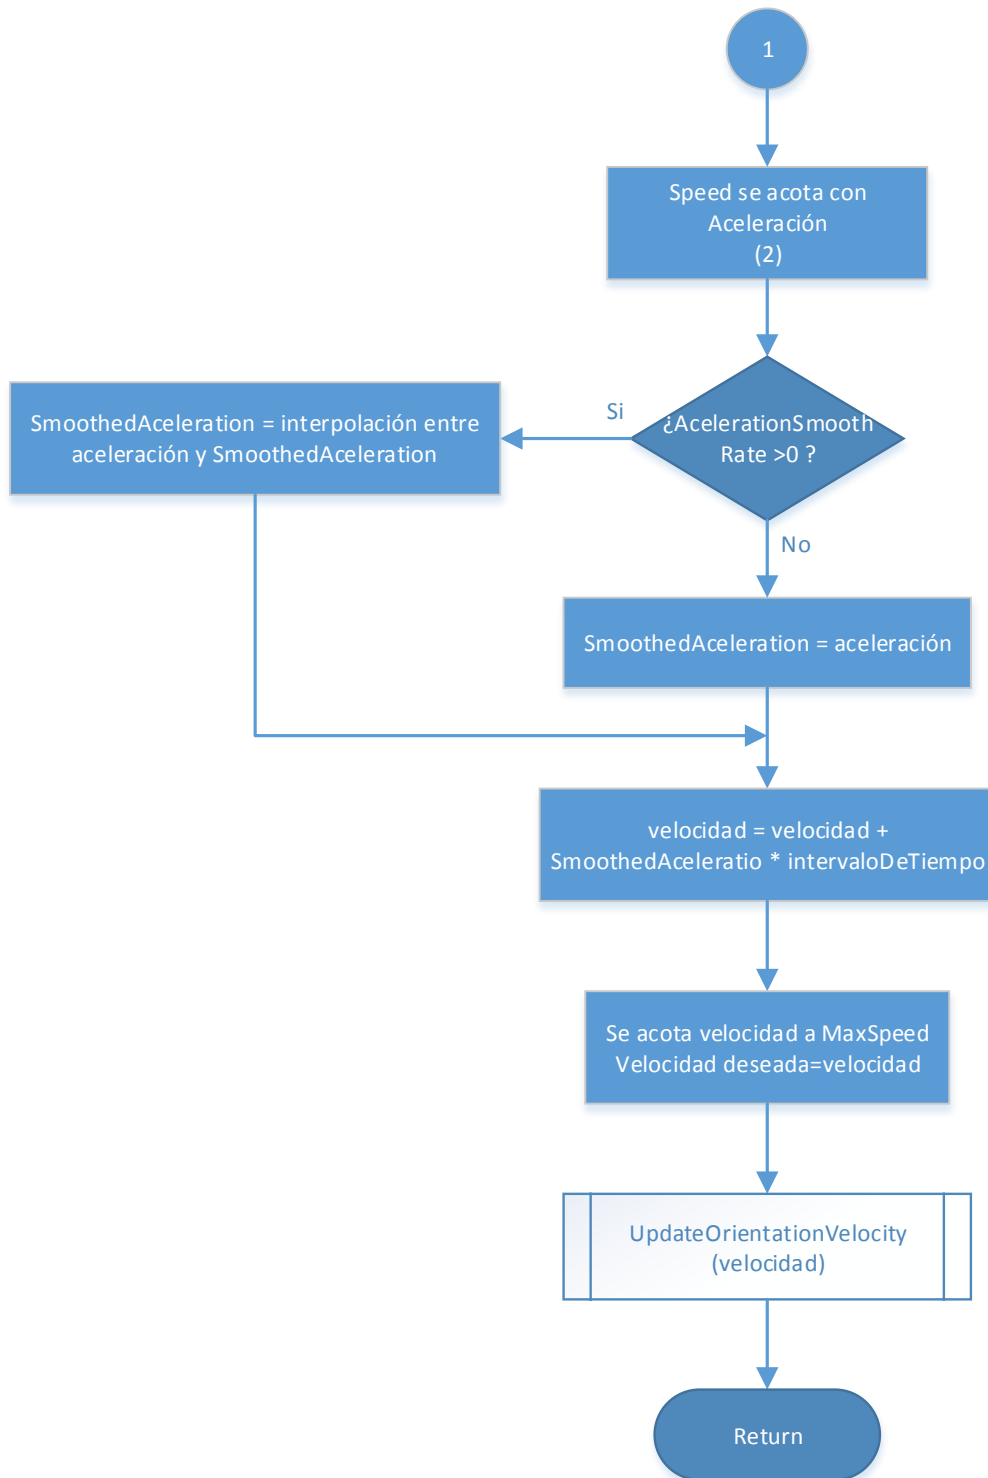 1
Speed se acota con
Aceleración
(2)
Si
¿AcelerationSmooth
Rate >0 ?
SmoothedAceleration = interpolación entre
aceleración y SmoothedAceleration
No
SmoothedAceleration = aceleración
velocidad = velocidad +
SmoothedAceleratio * intervaloDeTiempo
Se acota velocidad a MaxSpeed
Velocidad deseada=velocidad
UpdateOrientationVelocity
(velocidad)
Return